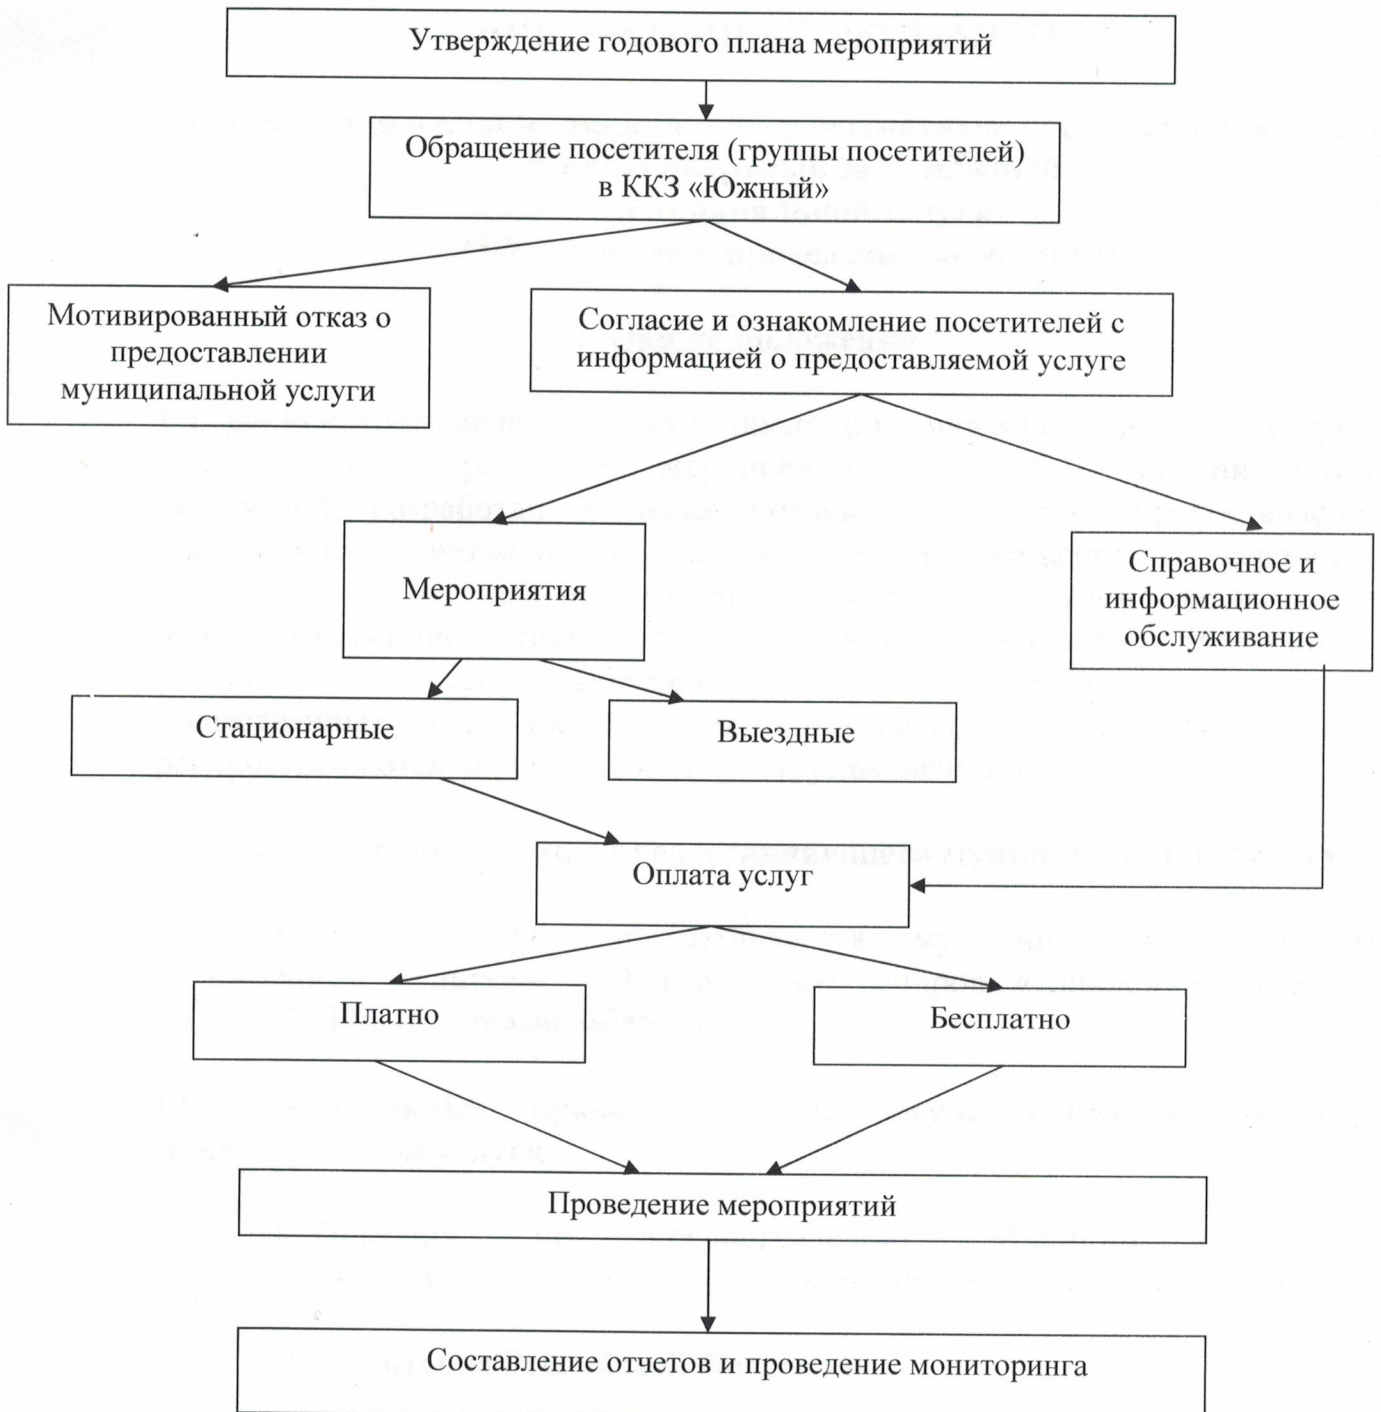 Утверждение годового плана мероприятий
Обращение посетителя (группы посетителей)
в ККЗ «Южный»
Мотивированный отказ о
предоставлении
муниципальной услуги
Согласие и ознакомление посетителей с
информацией о предоставляемой услуге
Мероприятия
Справочное и
информационное
обслуживание
Стационарные
Выездные
Оплата услуг
Платно
Бесплатно
Проведение мероприятий
Составление отчетов и проведение мониторинга